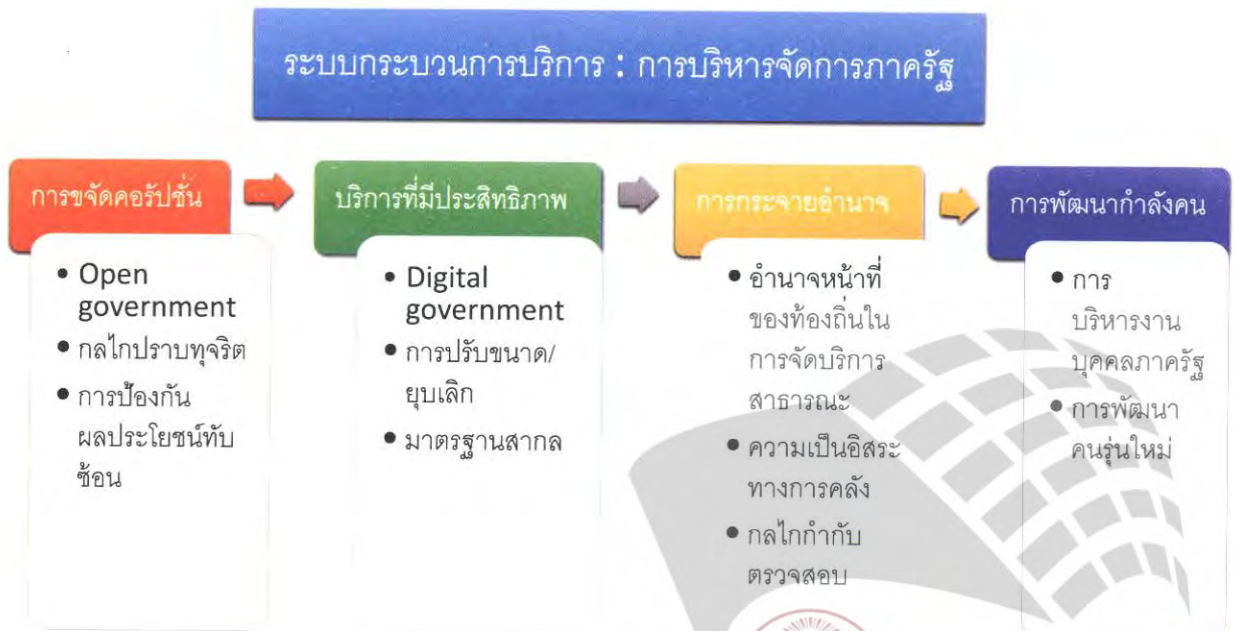 ระบบกระบวนการบริการ : การบริหารจัดการภาครัฐ
การขจัดคอรัปชั่น
• Open
government
• กลไกปราบทุจริต
• การป้องกัน
ผลประโยชน์ทับ
ซ้อน
บริการที่มีประสิทธิภาพ
• Digital
government
• การปรับขนาด/
ยุบเลิก
• มาตรฐานสากล
การกระจายอำนาจ
• อำนาจหน้าที่
ของท้องถิ่นใน
การจัดบริการ
สาธารณะ
• ความเป็นอิสระ
ทางการคลัง
• กลไกกำกับ
ตรวจสอบ
การพัฒนากำลังคน
• การ
บริหารงาน
บุคคลภาครัฐ
• การพัฒนา
คนรุ่นใหม่